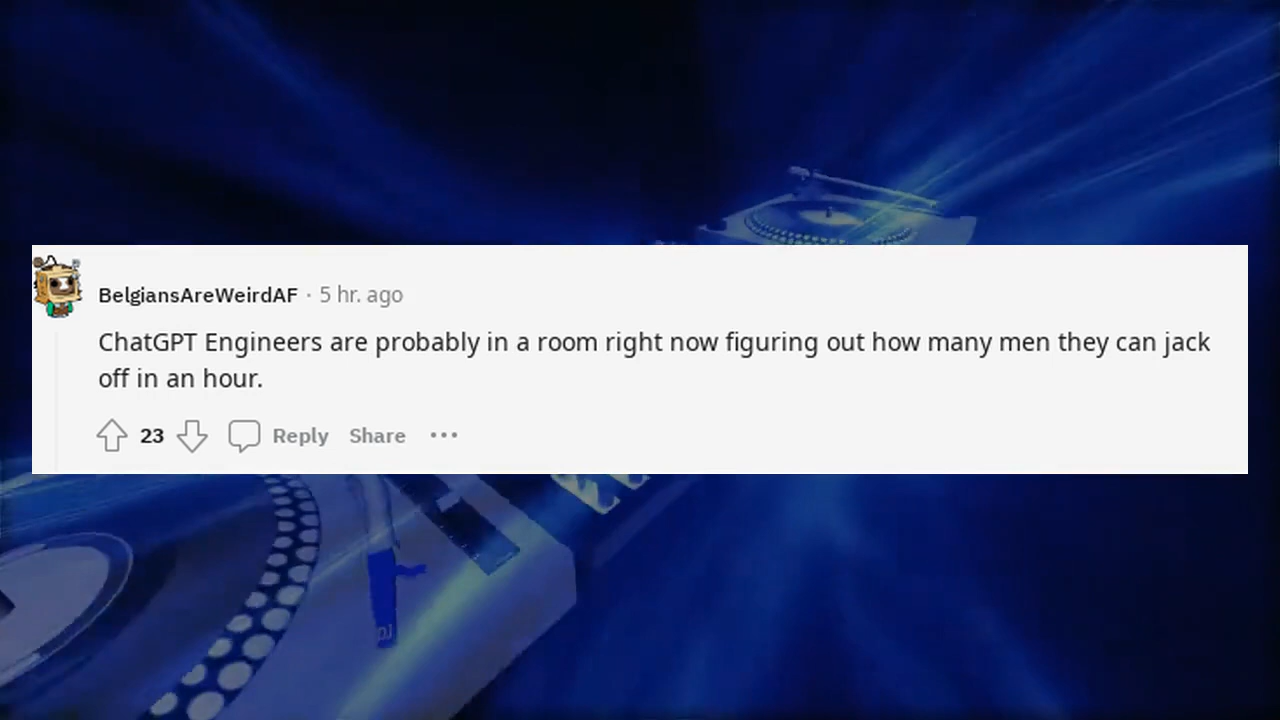 BelgiansAreWeirdAF · 5 hr. ago
ChatGPT Engineers are probably in a room right now figuring out how many men they can jack
off in an hour.
23 Reply Share ···
DJ